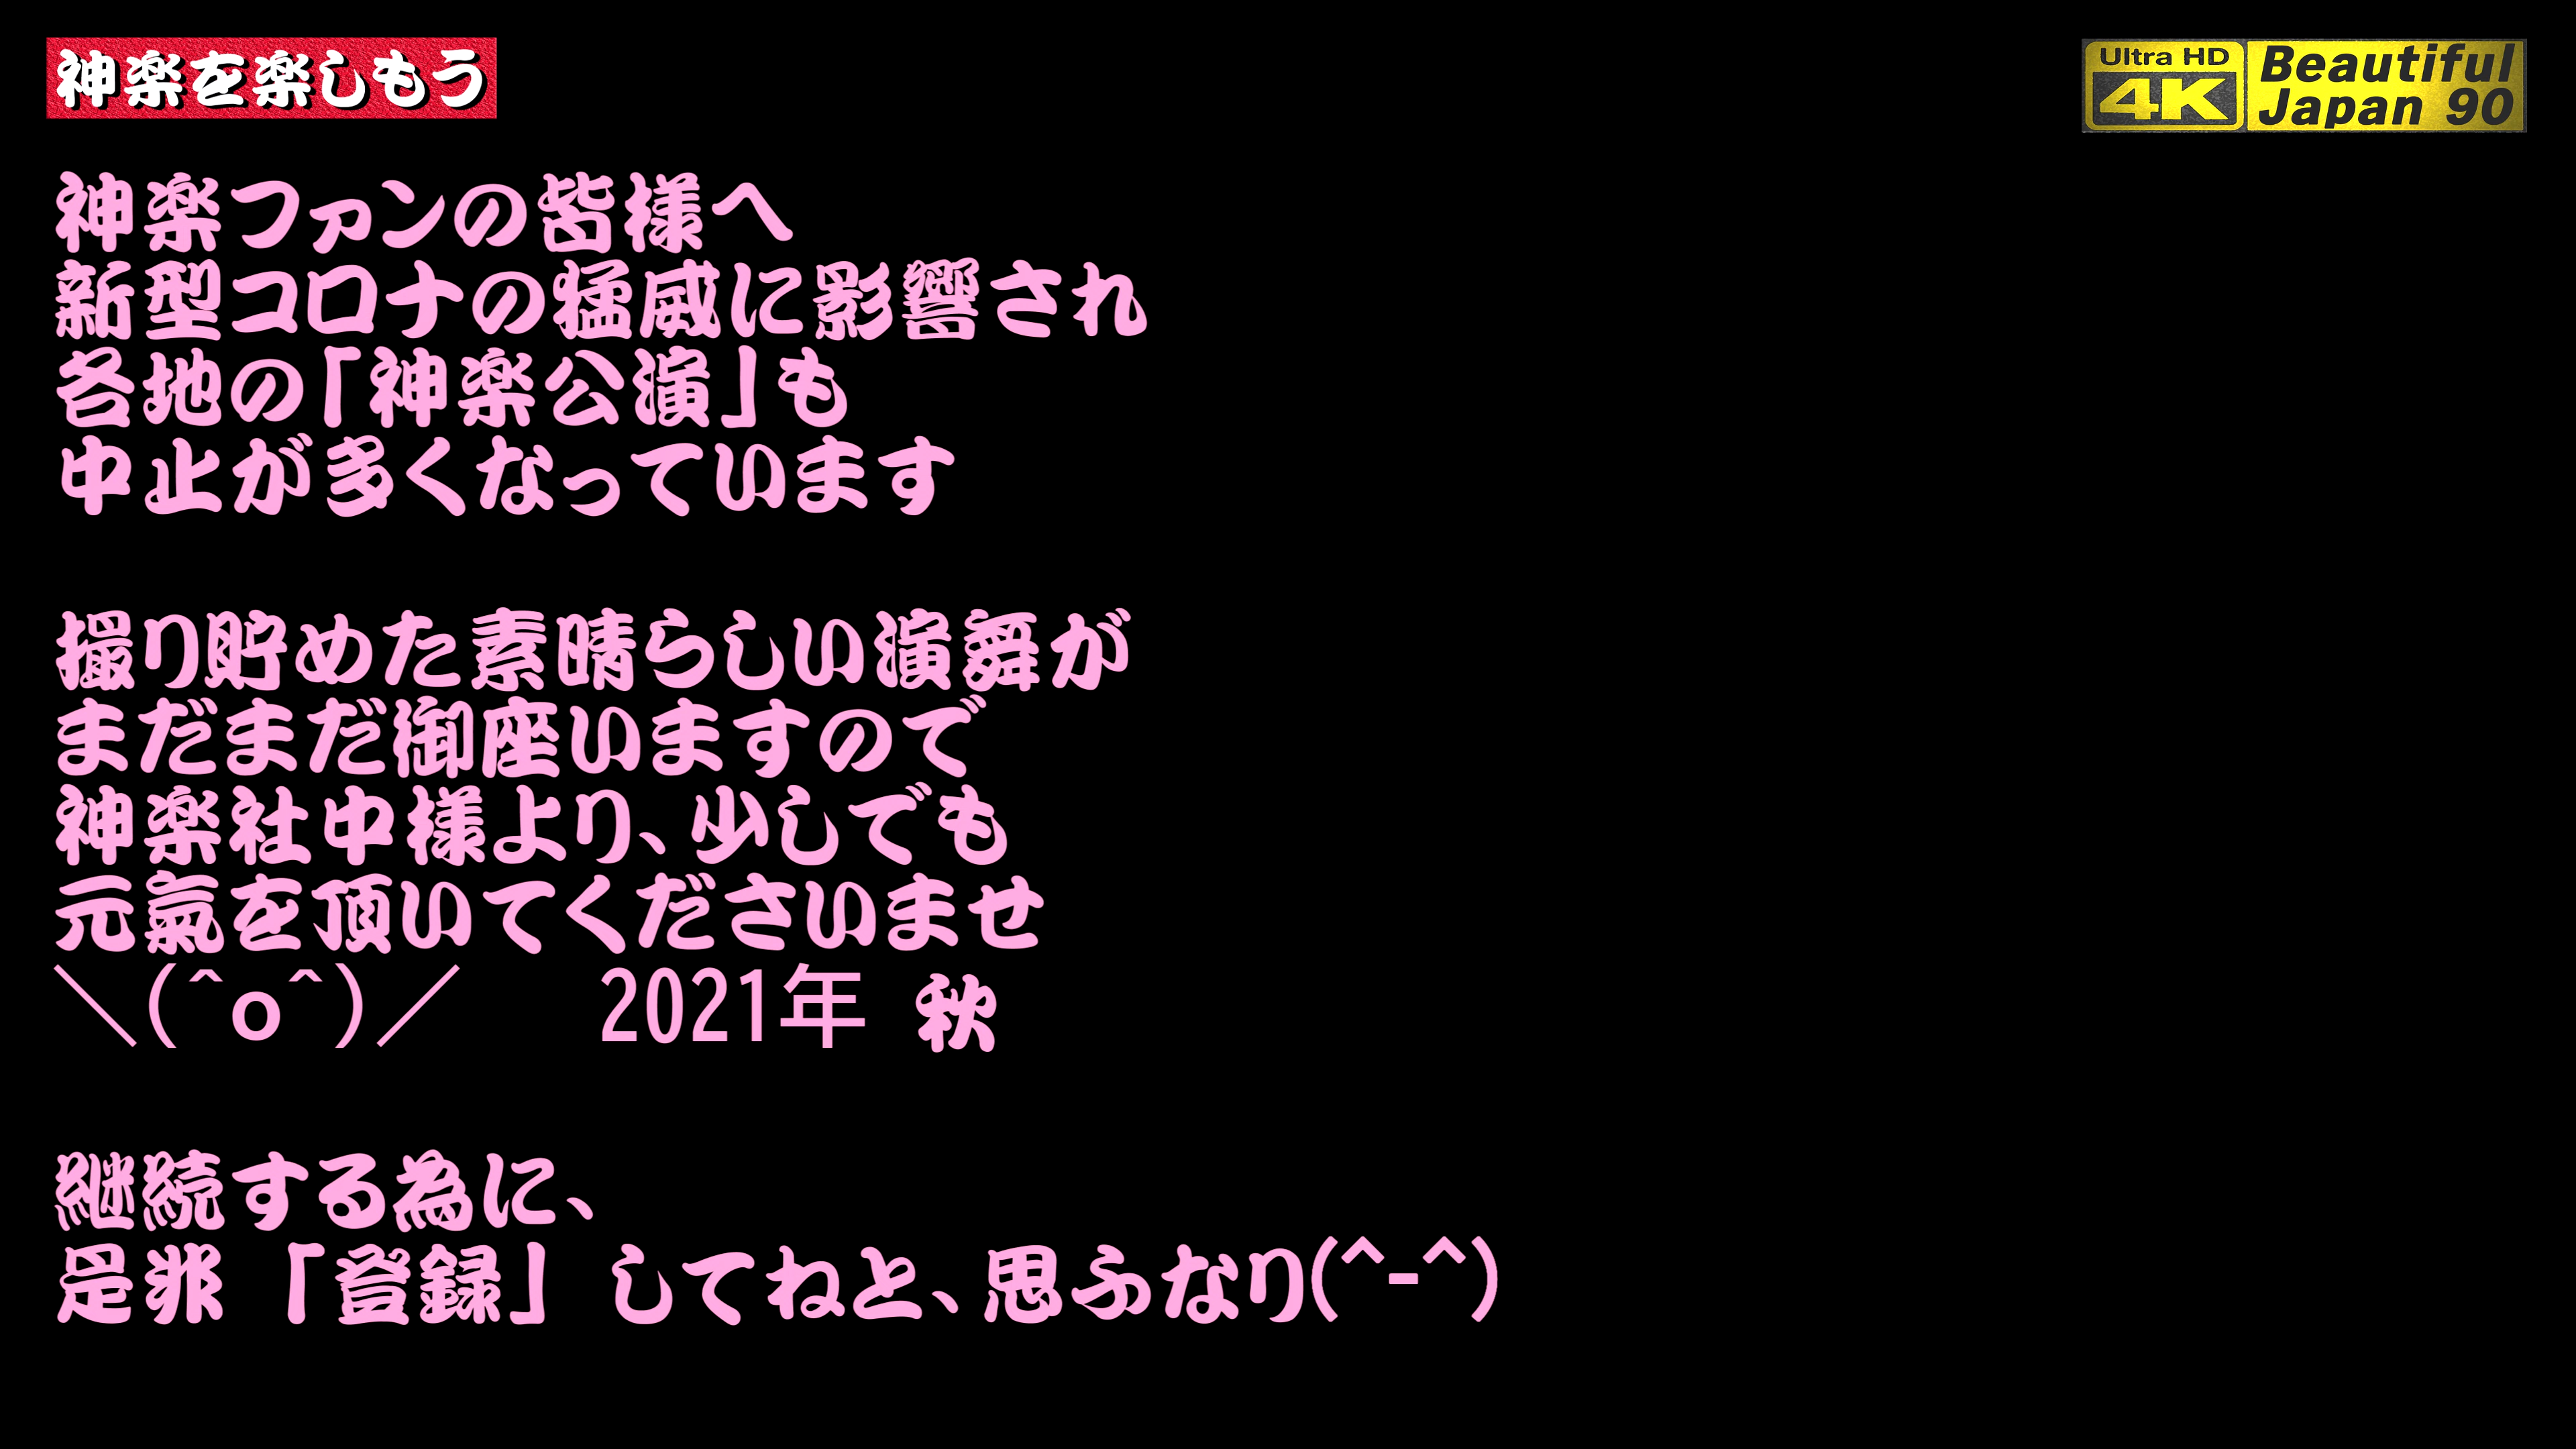 神楽を楽しもう
Ultra HD
4K
Beautiful
Japan 90
神楽ファンの皆様へ
新型コロナの猛威に影響され
各地の「神楽公演」も
中止が多くなっています
撮り貯めた素晴らしい演舞が
まだまだ御座いますので
神楽社中様より、少しでも
元氣を頂いてくださいませ
＼(^o^)／　2021年 秋
継続する為に、
是非 「登録」 してねと、思ふなり(^-^)